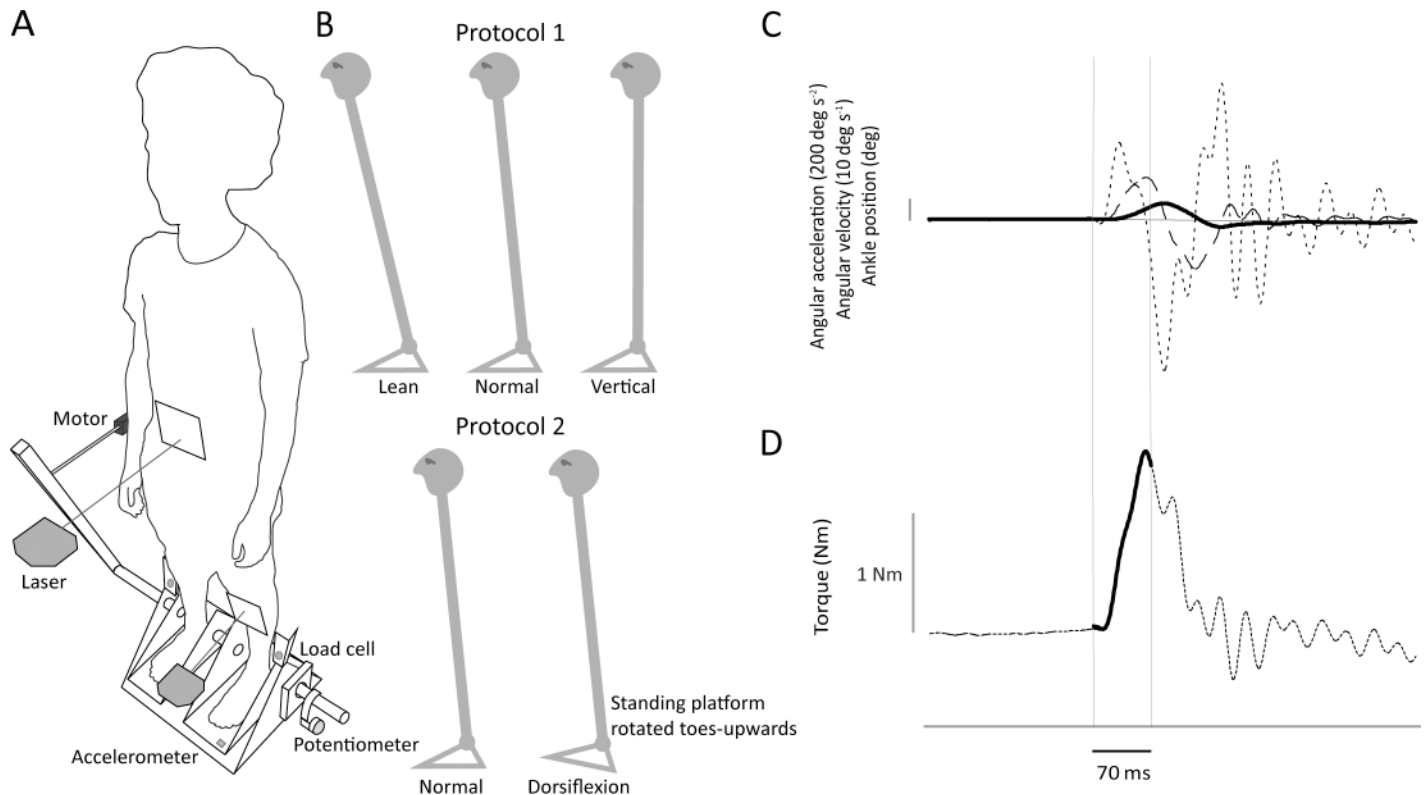 A
Motor
Laser
Load cell
Potentiometer
Accelerometer
B
Protocol 1
Lean
Normal
Vertical
Protocol 2
Standing platform
rotated toes-upwards
Normal
Dorsiflexion
C
Angular acceleration (200 deg s⁻²)
Angular velocity (10 deg s⁻¹)
Ankle position (deg)
D
Torque (Nm)
1 Nm
70 ms